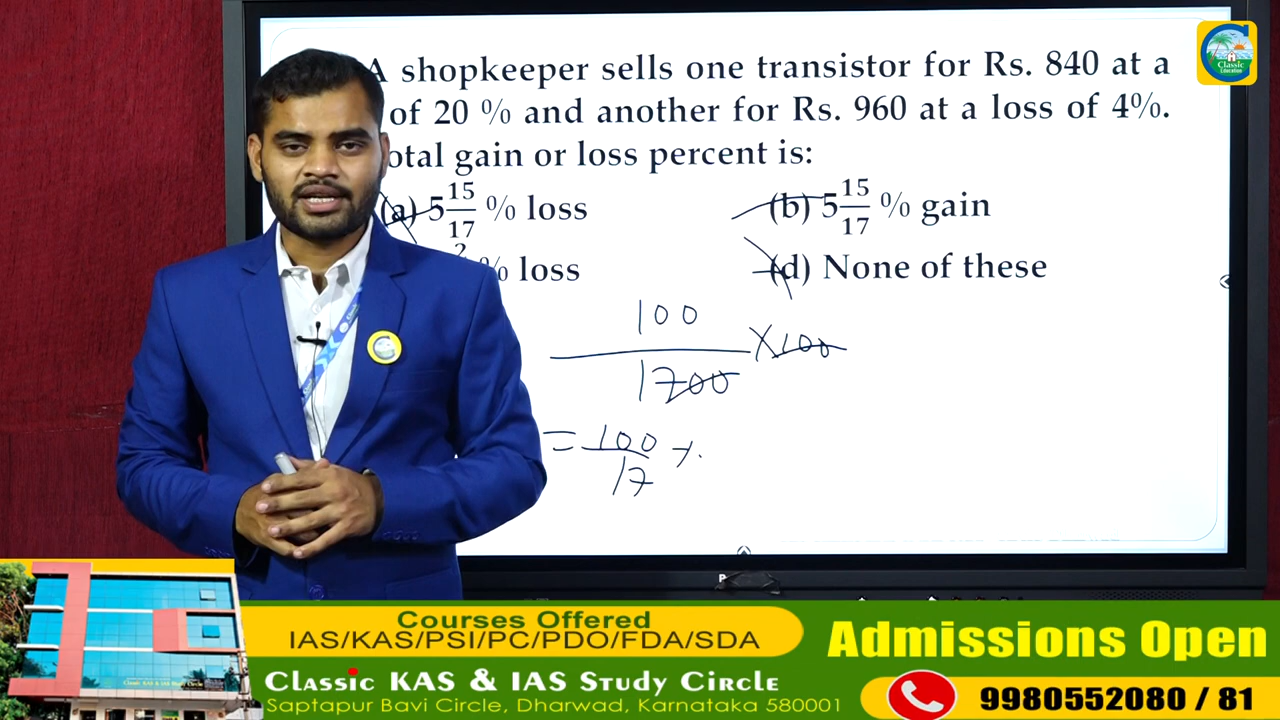 A shopkeeper sells one transistor for Rs. 840 at a
of 20 % and another for Rs. 960 at a loss of 4%.
otal gain or loss percent is:
(a) 5 15/17 % loss
(b) 5 15/17 % gain
% loss
(d) None of these
100/1700 × 100
= 100/17 %
Classic
Education
Courses Offered
IAS/KAS/PSI/PC/PDO/FDA/SDA
Classic KAS & IAS Study Circle
Saptapur Bavi Circle, Dharwad, Karnataka 580001
Admissions Open
9980552080 / 81